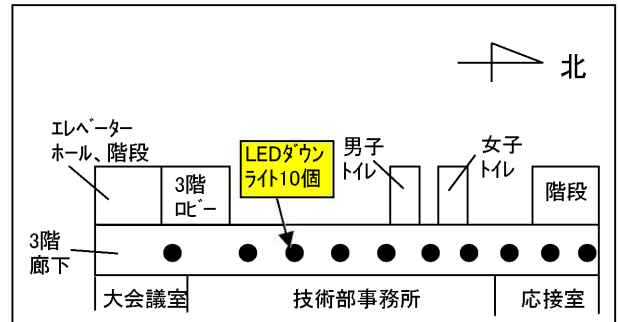 北
エレベーター
ホール、階段
3階
ロビー
LEDダウン
ライト10個
男子
トイレ
女子
トイレ
階段
3階
廊下
大会議室
技術部事務所
応接室